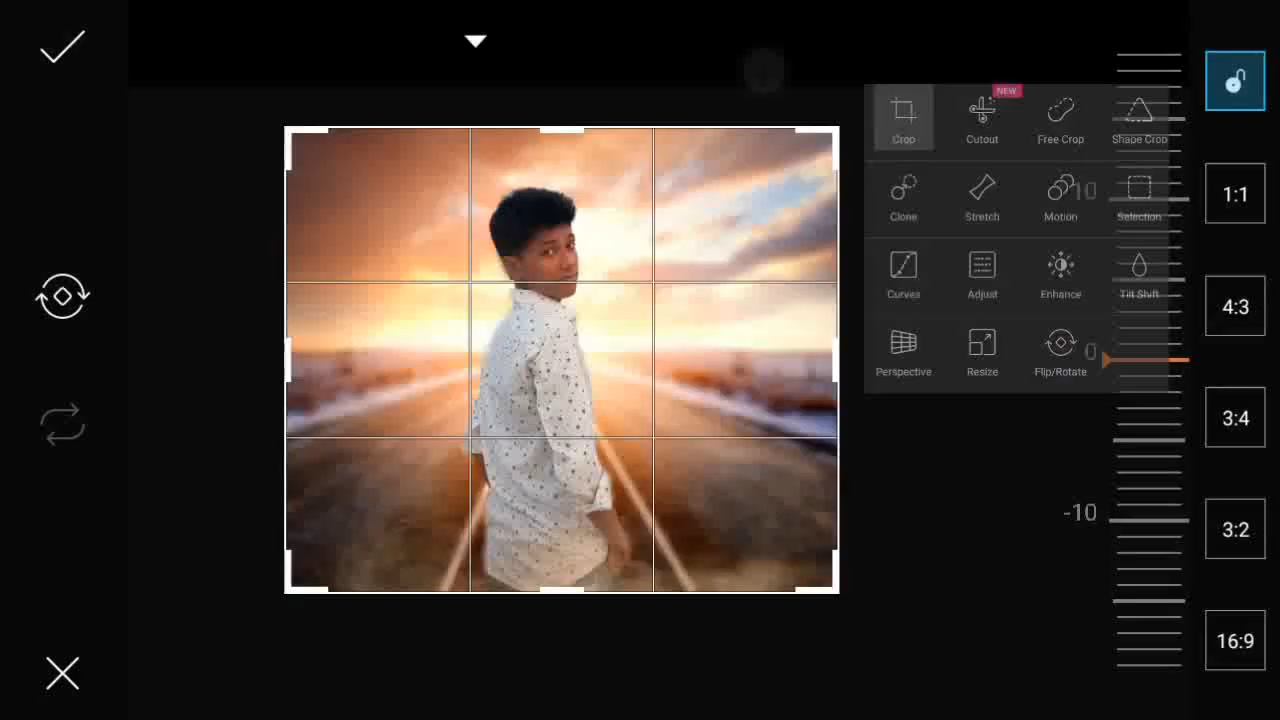 NEW
Crop Cutout Free Crop Shape Crop
10
Clone Stretch Motion Selection
Curves Adjust Enhance Tilt Shift
0
Perspective Resize Flip/Rotate
-10
1:1
4:3
3:4
3:2
16:9